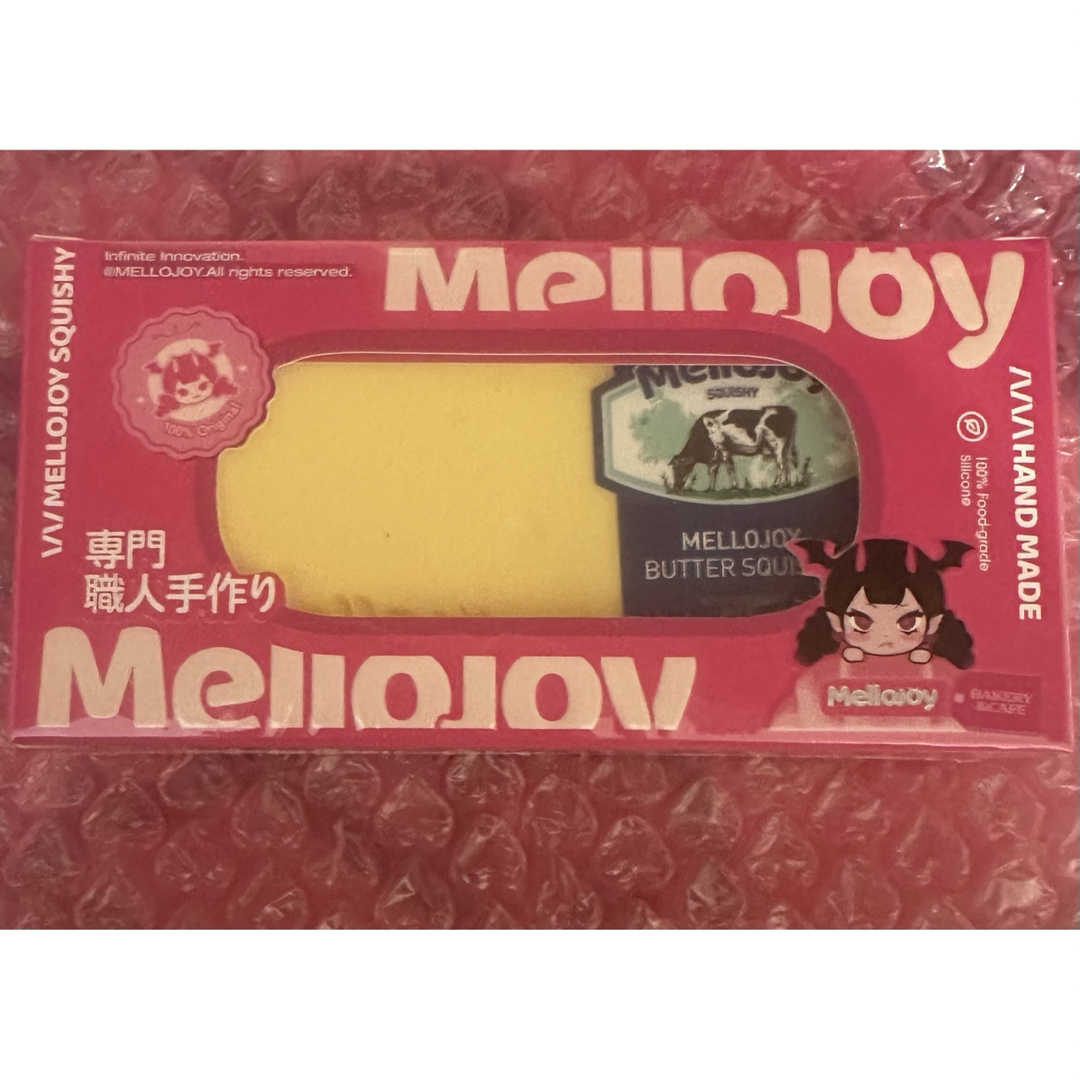 Infinite Innovation.
@MELLOJOY.All rights reserved.
Mellojoy
\/\/\/ MELLOJOY SQUISHY
100% Original
Mellojoy
SQUISHY
MELLOJOY
BUTTER SQUI
/\/\/\ HAND MADE
100% Food-grade
Silicone
専門
職人手作り
Mellojoy
Mellojoy · BAKERY
&CAFE